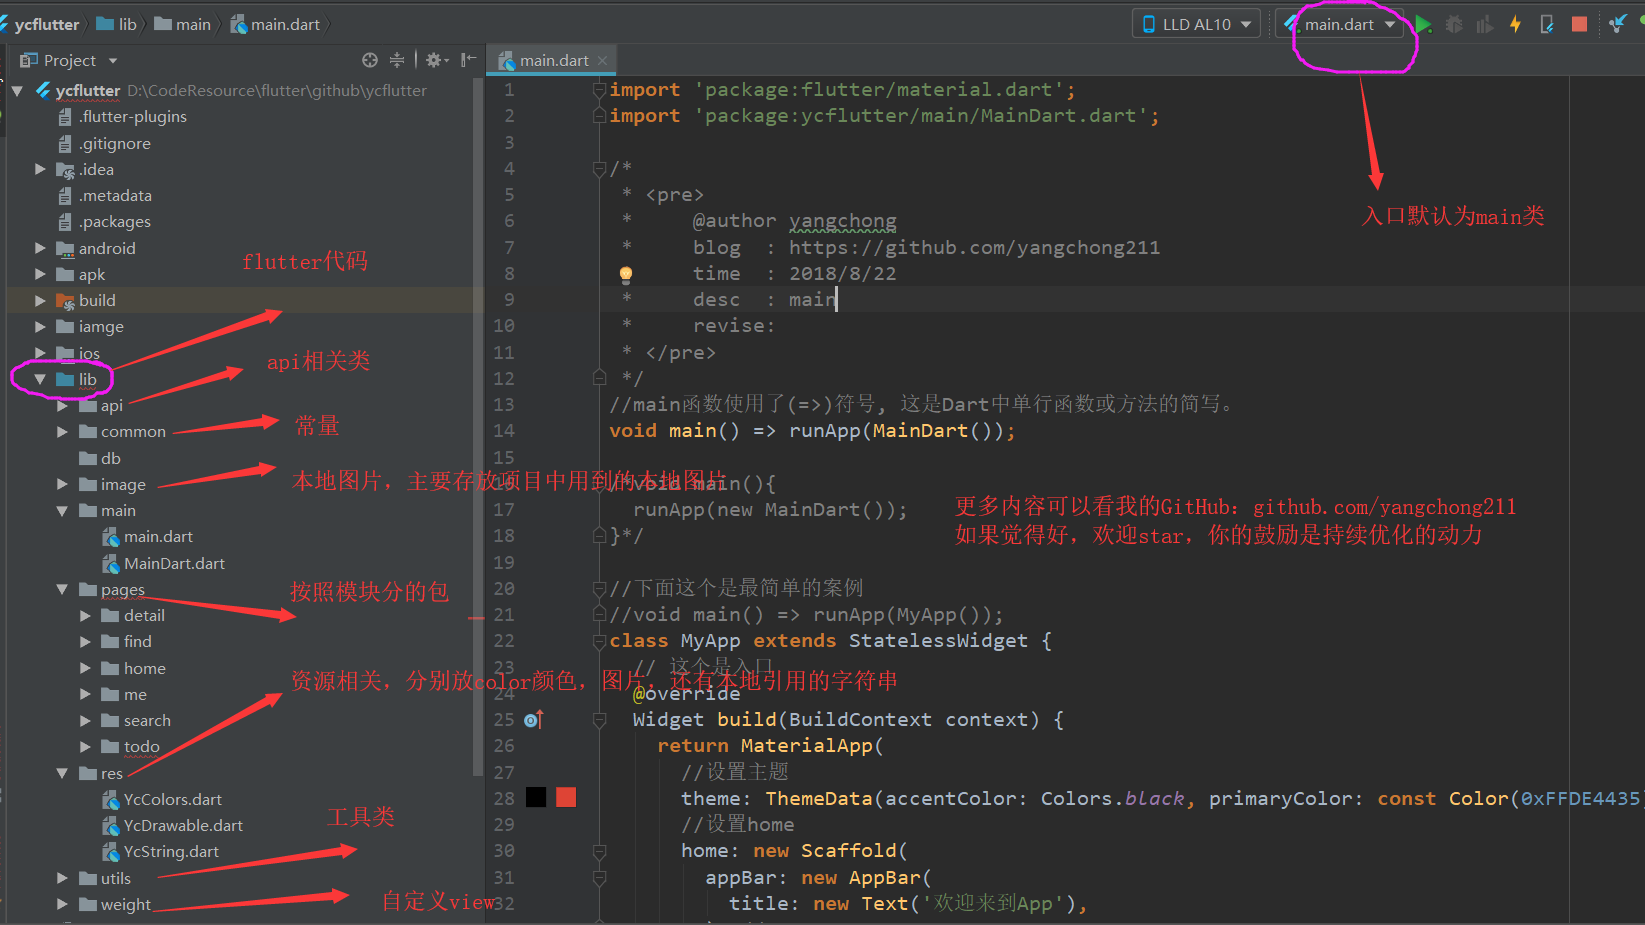 ycflutter lib main main.dart LLD AL10 main.dart
Project
main.dart
ycflutter D:\CodeResource\flutter\github\ycflutter
.flutter-plugins
.gitignore
.idea
.metadata
.packages
android
apk
build
iamge
ios
lib
api
common
db
image
main
main.dart
MainDart.dart
pages
detail
find
home
me
search
todo
res
YcColors.dart
YcDrawable.dart
YcString.dart
utils
weight
flutter代码
api相关类
常量
本地图片，主要存放项目中用到的本地图片
按照模块分的包
资源相关，分别放color颜色，图片，还有本地引用的字符串
工具类
自定义view
入口默认为main类
更多内容可以看我的GitHub：github.com/yangchong211
如果觉得好，欢迎star，你的鼓励是持续优化的动力
1 import 'package:flutter/material.dart';
2 import 'package:ycflutter/main/MainDart.dart';
3
4 /*
5 * <pre>
6 * @author yangchong
7 * blog : https://github.com/yangchong211
8 * time : 2018/8/22
9 * desc : main
10 * revise:
11 * </pre>
12 */
13 //main函数使用了(=>)符号, 这是Dart中单行函数或方法的简写。
14 void main() => runApp(MainDart());
15
16 /*void main(){
17 runApp(new MainDart());
18 }*/
19
20 //下面这个是最简单的案例
21 //void main() => runApp(MyApp());
22 class MyApp extends StatelessWidget {
23 // 这个是入口
24 @override
25 Widget build(BuildContext context) {
26 return MaterialApp(
27 //设置主题
28 theme: ThemeData(accentColor: Colors.black, primaryColor: const Color(0xFFDE4435
29 //设置home
30 home: new Scaffold(
31 appBar: new AppBar(
32 title: new Text('欢迎来到App'),